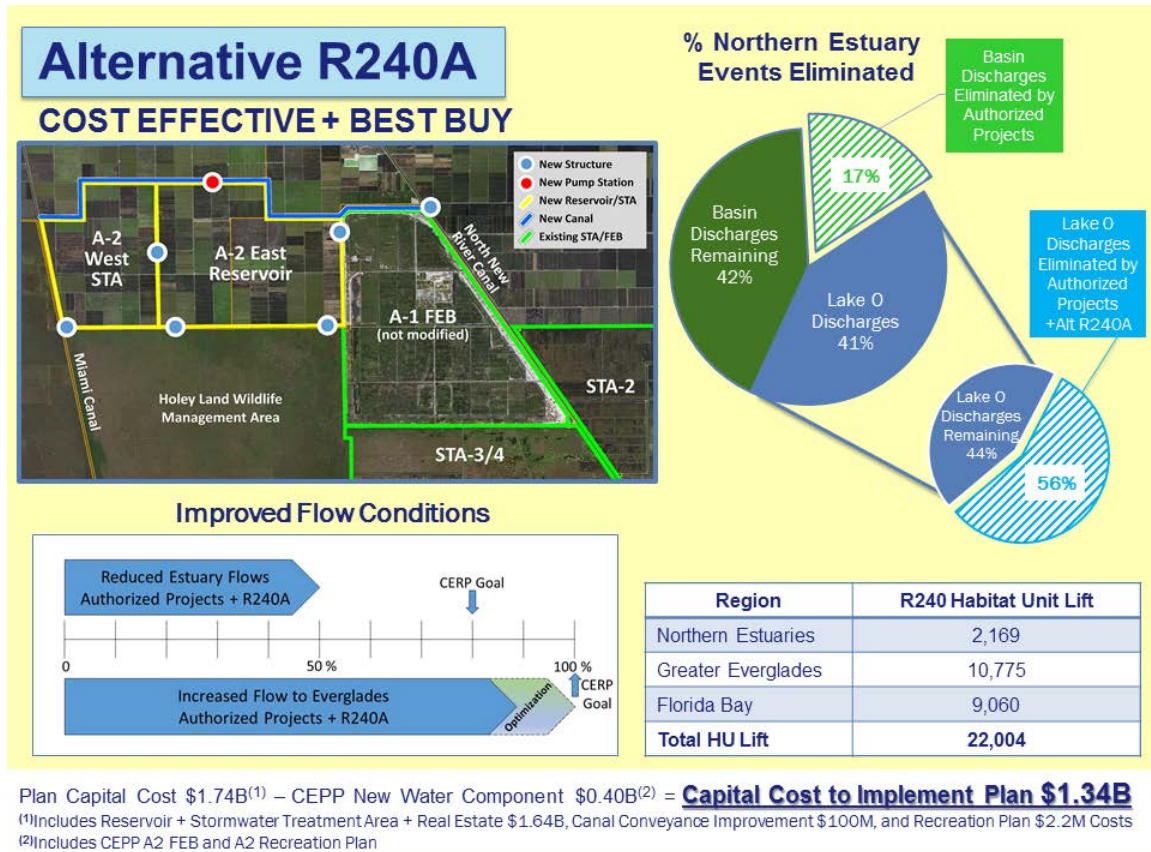 Alternative R240A
COST EFFECTIVE + BEST BUY
New Structure
New Pump Station
New Reservoir/STA
New Canal
Existing STA/FEB
A-2
West
STA
A-2 East
Reservoir
North New
River Canal
A-1 FEB
(not modified)
STA-2
Miami Canal
Holey Land Wildlife
Management Area
STA-3/4
% Northern Estuary
Events Eliminated
Basin
Discharges
Eliminated by
Authorized
Projects
17%
Basin
Discharges
Remaining
42%
Lake O
Discharges
41%
Lake O
Discharges
Eliminated by
Authorized
Projects
+Alt R240A
Lake O
Discharges
Remaining
44%
56%
Improved Flow Conditions
Reduced Estuary Flows
Authorized Projects + R240A
CERP Goal
0
50 %
100 %
Increased Flow to Everglades
Authorized Projects + R240A
Optimization
CERP
Goal
Region R240 Habitat Unit Lift
Northern Estuaries 2,169
Greater Everglades 10,775
Florida Bay 9,060
Total HU Lift 22,004
Plan Capital Cost $1.74B(1) – CEPP New Water Component $0.40B(2) = Capital Cost to Implement Plan $1.34B
(1)Includes Reservoir + Stormwater Treatment Area + Real Estate $1.64B, Canal Conveyance Improvement $100M, and Recreation Plan $2.2M Costs
(2)Includes CEPP A2 FEB and A2 Recreation Plan